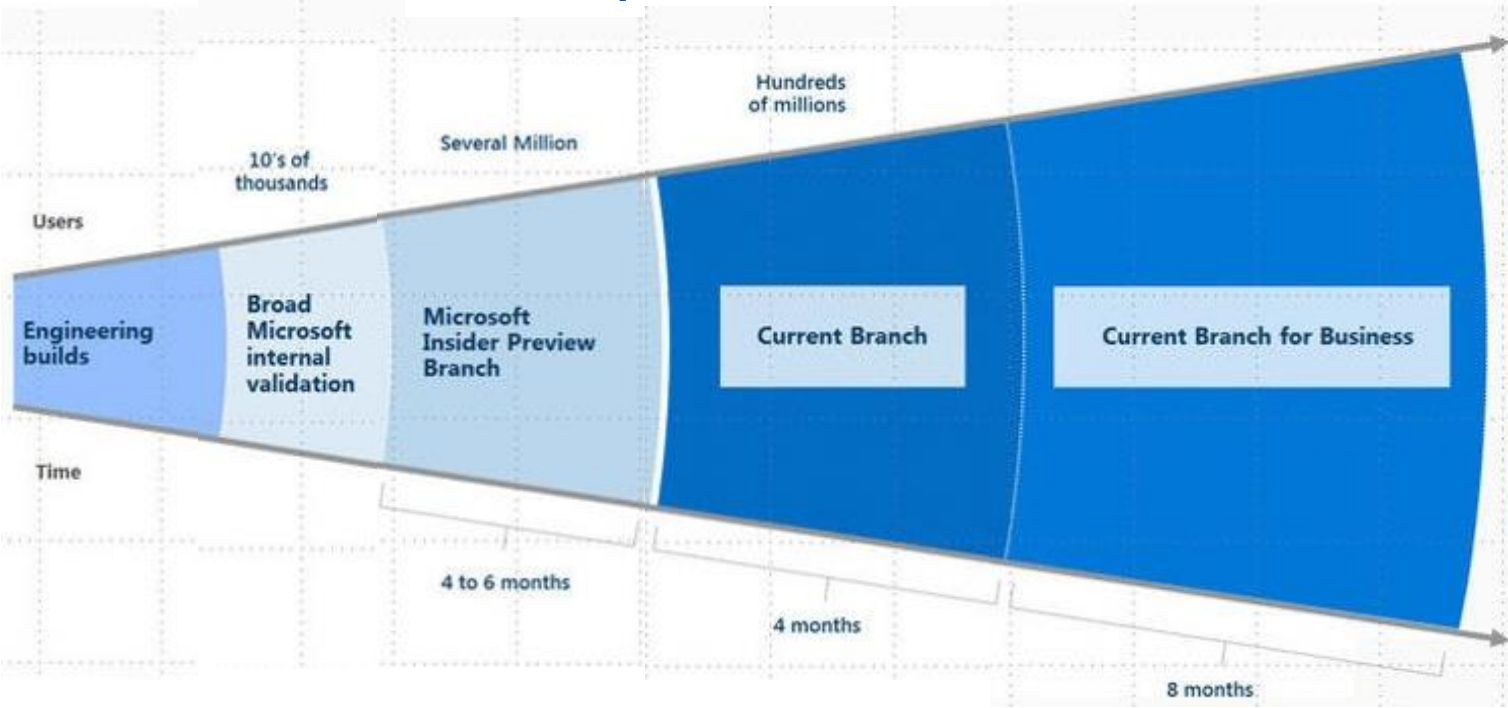 Hundreds
of millions
Several Million
10's of
thousands
Users
Engineering
builds
Broad
Microsoft
internal
validation
Microsoft
Insider Preview
Branch
Current Branch
Current Branch for Business
Time
4 to 6 months
4 months
8 months